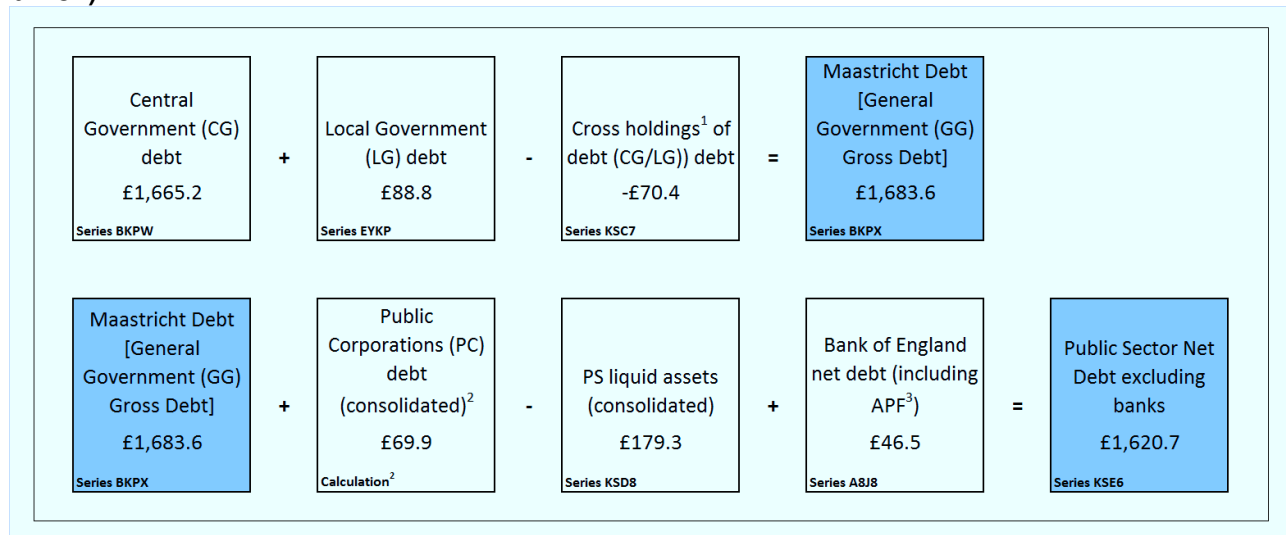 Central
Government (CG)
debt
£1,665.2
Series BKPW
+
Local Government
(LG) debt
£88.8
Series EYKP
-
Cross holdings¹ of
debt (CG/LG)) debt
-£70.4
Series KSC7
=
Maastricht Debt
[General
Government (GG)
Gross Debt]
£1,683.6
Series BKPX
Maastricht Debt
[General
Government (GG)
Gross Debt]
£1,683.6
Series BKPX
+
Public
Corporations (PC)
debt
(consolidated)²
£69.9
Calculation²
-
PS liquid assets
(consolidated)
£179.3
Series KSD8
+
Bank of England
net debt (including
APF³)
£46.5
Series A8J8
=
Public Sector Net
Debt excluding
banks
£1,620.7
Series KSE6